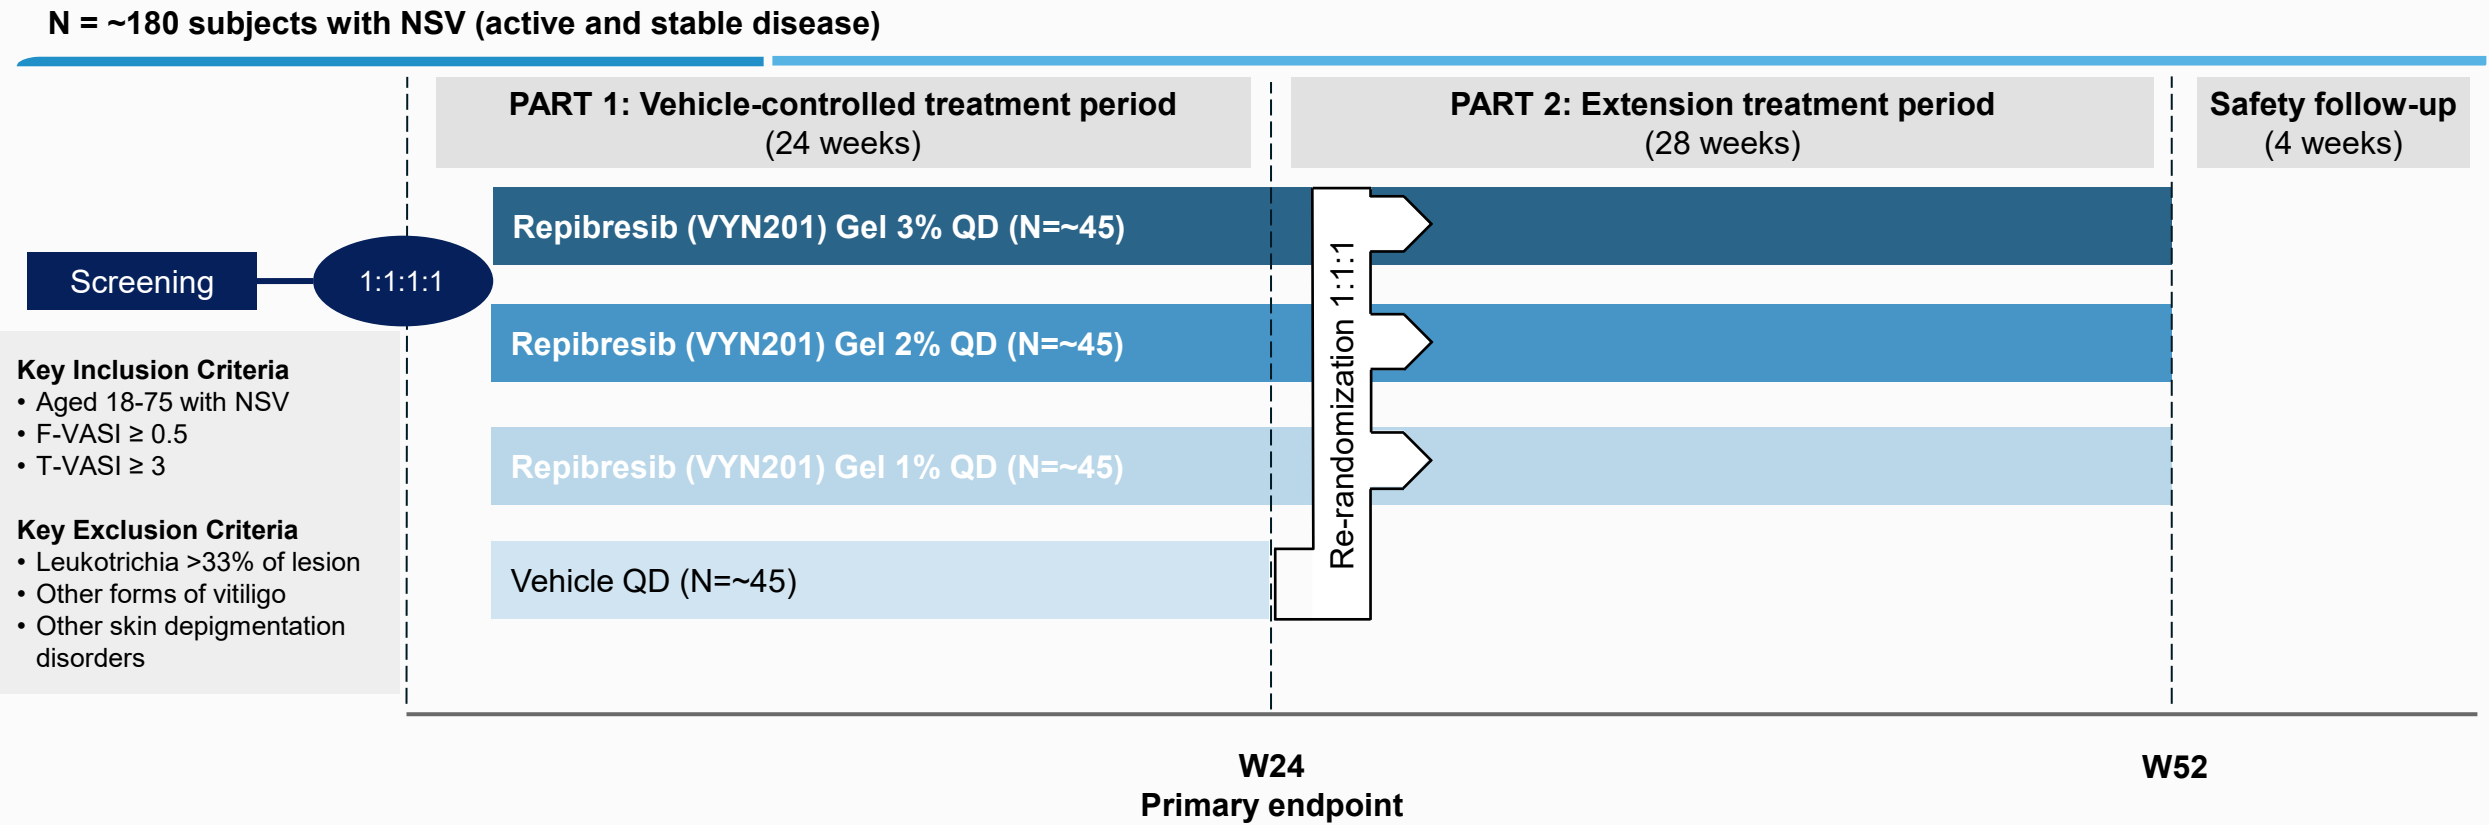 N = ~180 subjects with NSV (active and stable disease)
PART 1: Vehicle-controlled treatment period
(24 weeks)
PART 2: Extension treatment period
(28 weeks)
Safety follow-up
(4 weeks)
Screening
1:1:1:1
Repibresib (VYN201) Gel 3% QD (N=~45)
Repibresib (VYN201) Gel 2% QD (N=~45)
Repibresib (VYN201) Gel 1% QD (N=~45)
Vehicle QD (N=~45)
Re-randomization 1:1:1
Key Inclusion Criteria
• Aged 18-75 with NSV
• F-VASI ≥ 0.5
• T-VASI ≥ 3
Key Exclusion Criteria
• Leukotrichia >33% of lesion
• Other forms of vitiligo
• Other skin depigmentation
disorders
W24
Primary endpoint
W52